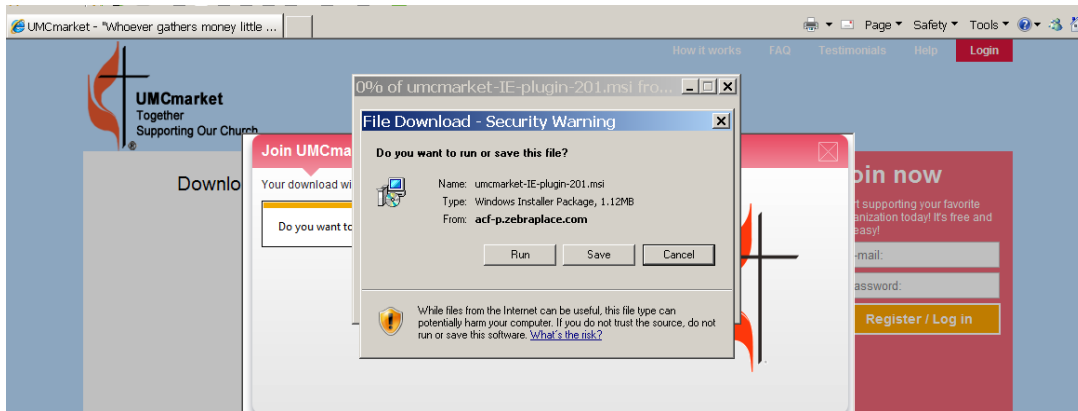 UMCmarket - "Whoever gathers money little ...
Page Safety Tools
How it works FAQ Testimonials Help Login
UMCmarket
Together
Supporting Our Church
0% of umcmarket-IE-plugin-201.msi fro...
File Download - Security Warning
Do you want to run or save this file?
Name: umcmarket-IE-plugin-201.msi
Type: Windows Installer Package, 1.12MB
From: acf-p.zebraplace.com
Run Save Cancel
While files from the Internet can be useful, this file type can
potentially harm your computer. If you do not trust the source, do not
run or save this software. What's the risk?
Join UMCma
Your download wi
Do you want to
Downlo
oin now
rt supporting your favorite
anization today! It's free and
easy!
-mail:
assword:
Register / Log in